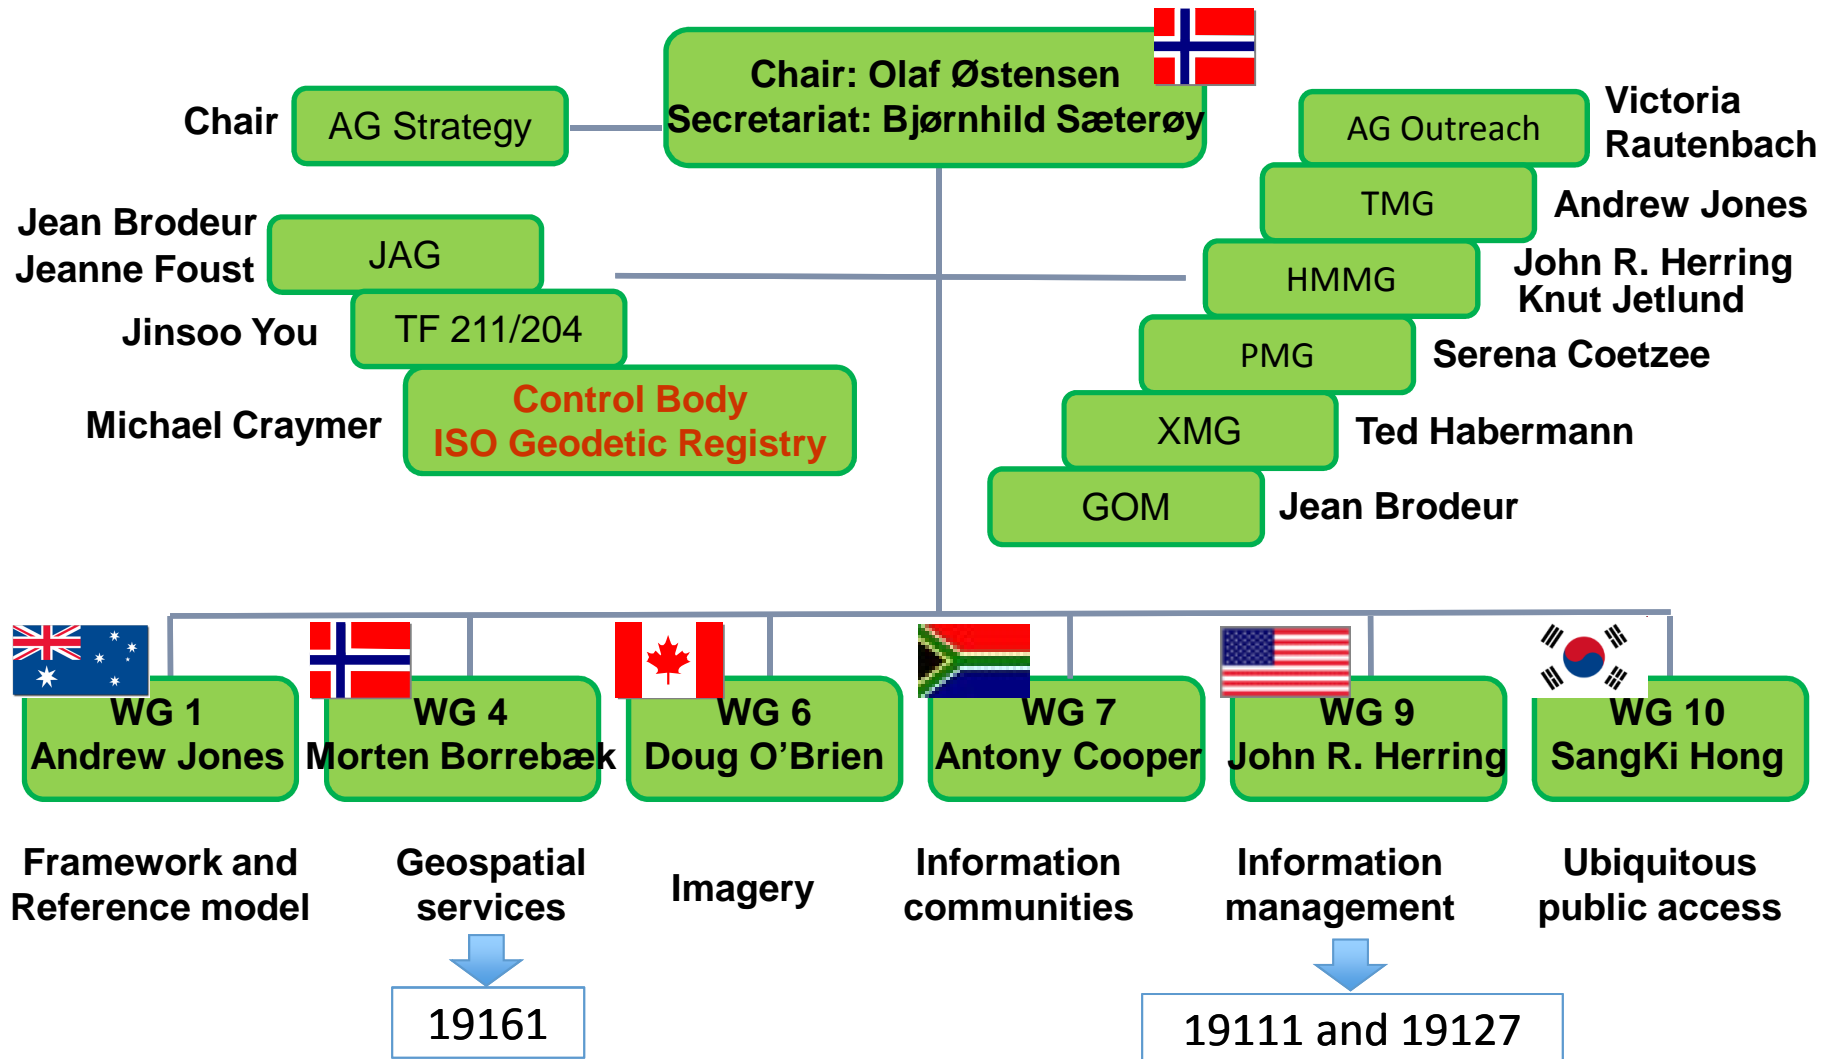 Chair: Olaf Østensen
Secretariat: Bjørnhild Sæterøy
Chair
AG Strategy
Jean Brodeur
Jeanne Foust
JAG
Jinsoo You
TF 211/204
Michael Craymer
Control Body
ISO Geodetic Registry
AG Outreach
Victoria
Rautenbach
TMG
Andrew Jones
HMMG
John R. Herring
Knut Jetlund
PMG
Serena Coetzee
XMG
Ted Habermann
GOM
Jean Brodeur
WG 1
Andrew Jones
WG 4
Morten Borrebæk
WG 6
Doug O’Brien
WG 7
Antony Cooper
WG 9
John R. Herring
WG 10
SangKi Hong
Framework and
Reference model
Geospatial
services
Imagery
Information
communities
Information
management
Ubiquitous
public access
19161
19111 and 19127